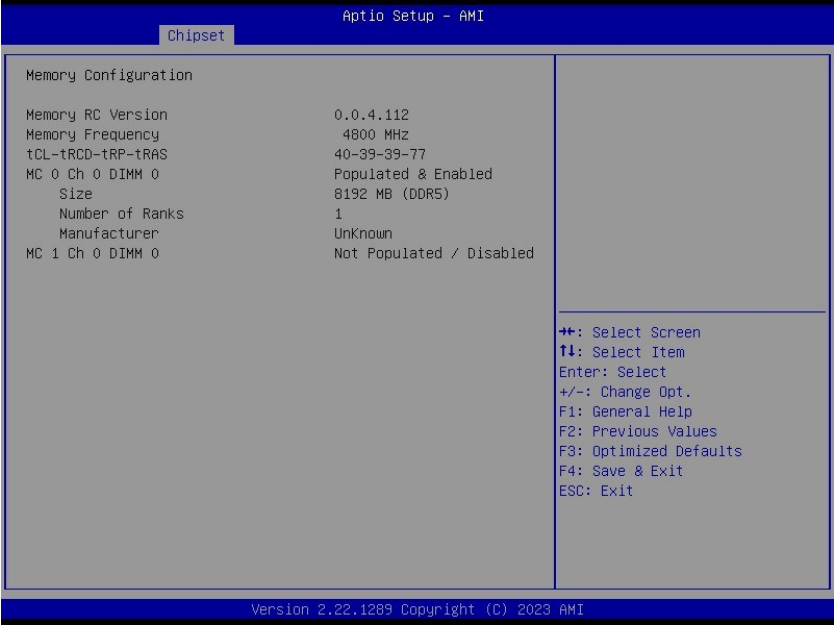 Aptio Setup – AMI
Chipset
Memory Configuration
Memory RC Version 0.0.4.112
Memory Frequency 4800 MHz
tCL-tRCD-tRP-tRAS 40-39-39-77
MC 0 Ch 0 DIMM 0 Populated & Enabled
Size 8192 MB (DDR5)
Number of Ranks 1
Manufacturer UnKnown
MC 1 Ch 0 DIMM 0 Not Populated / Disabled
→←: Select Screen
↑↓: Select Item
Enter: Select
+/-: Change Opt.
F1: General Help
F2: Previous Values
F3: Optimized Defaults
F4: Save & Exit
ESC: Exit
Version 2.22.1289 Copyright (C) 2023 AMI